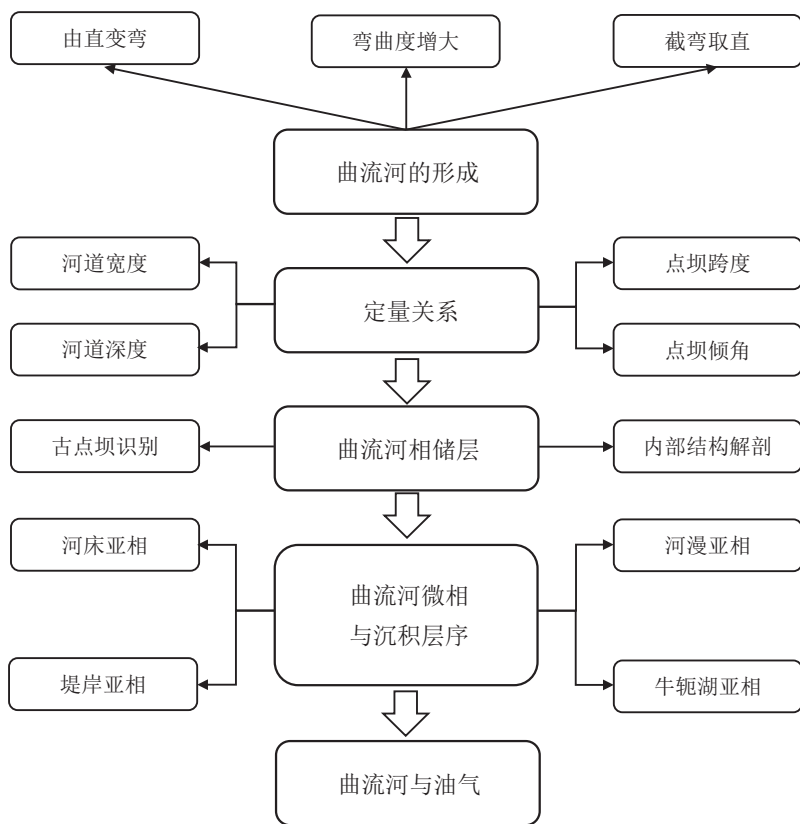 由直变弯
弯曲度增大
截弯取直
曲流河的形成
河道宽度
点坝跨度
定量关系
河道深度
点坝倾角
古点坝识别
曲流河相储层
内部结构解剖
河床亚相
河漫亚相
曲流河微相
与沉积层序
堤岸亚相
牛轭湖亚相
曲流河与油气